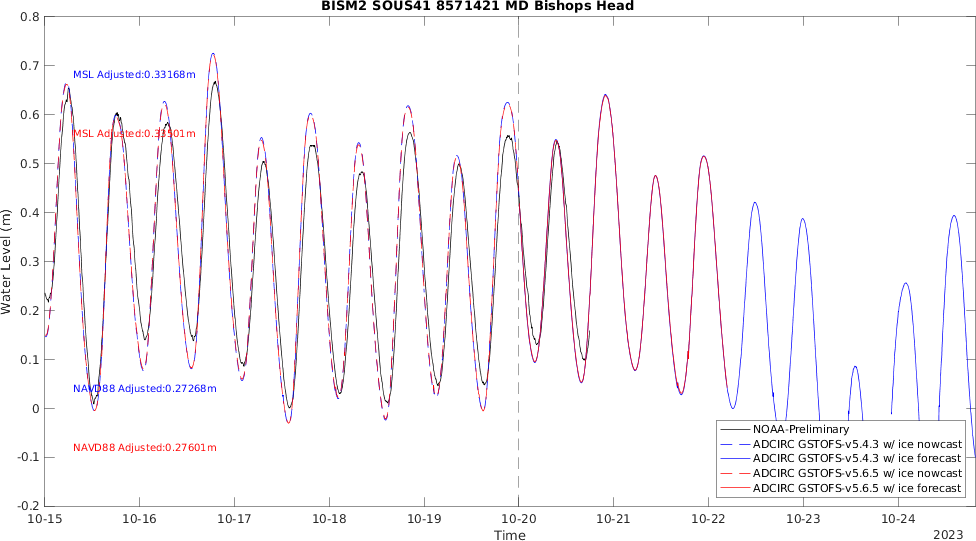 BISM2 SOUS41 8571421 MD Bishops Head
0.8
0.7
0.6
0.5
0.4
0.3
0.2
0.1
0
-0.1
-0.2
Water Level (m)
MSL Adjusted:0.33168m
MSL Adjusted:0.33501m
NAVD88 Adjusted:0.27268m
NAVD88 Adjusted:0.27601m
NOAA-Preliminary
ADCIRC GSTOFS-v5.4.3 w/ ice nowcast
ADCIRC GSTOFS-v5.4.3 w/ ice forecast
ADCIRC GSTOFS-v5.6.5 w/ ice nowcast
ADCIRC GSTOFS-v5.6.5 w/ ice forecast
10-15 10-16 10-17 10-18 10-19 10-20 10-21 10-22 10-23 10-24
Time
2023